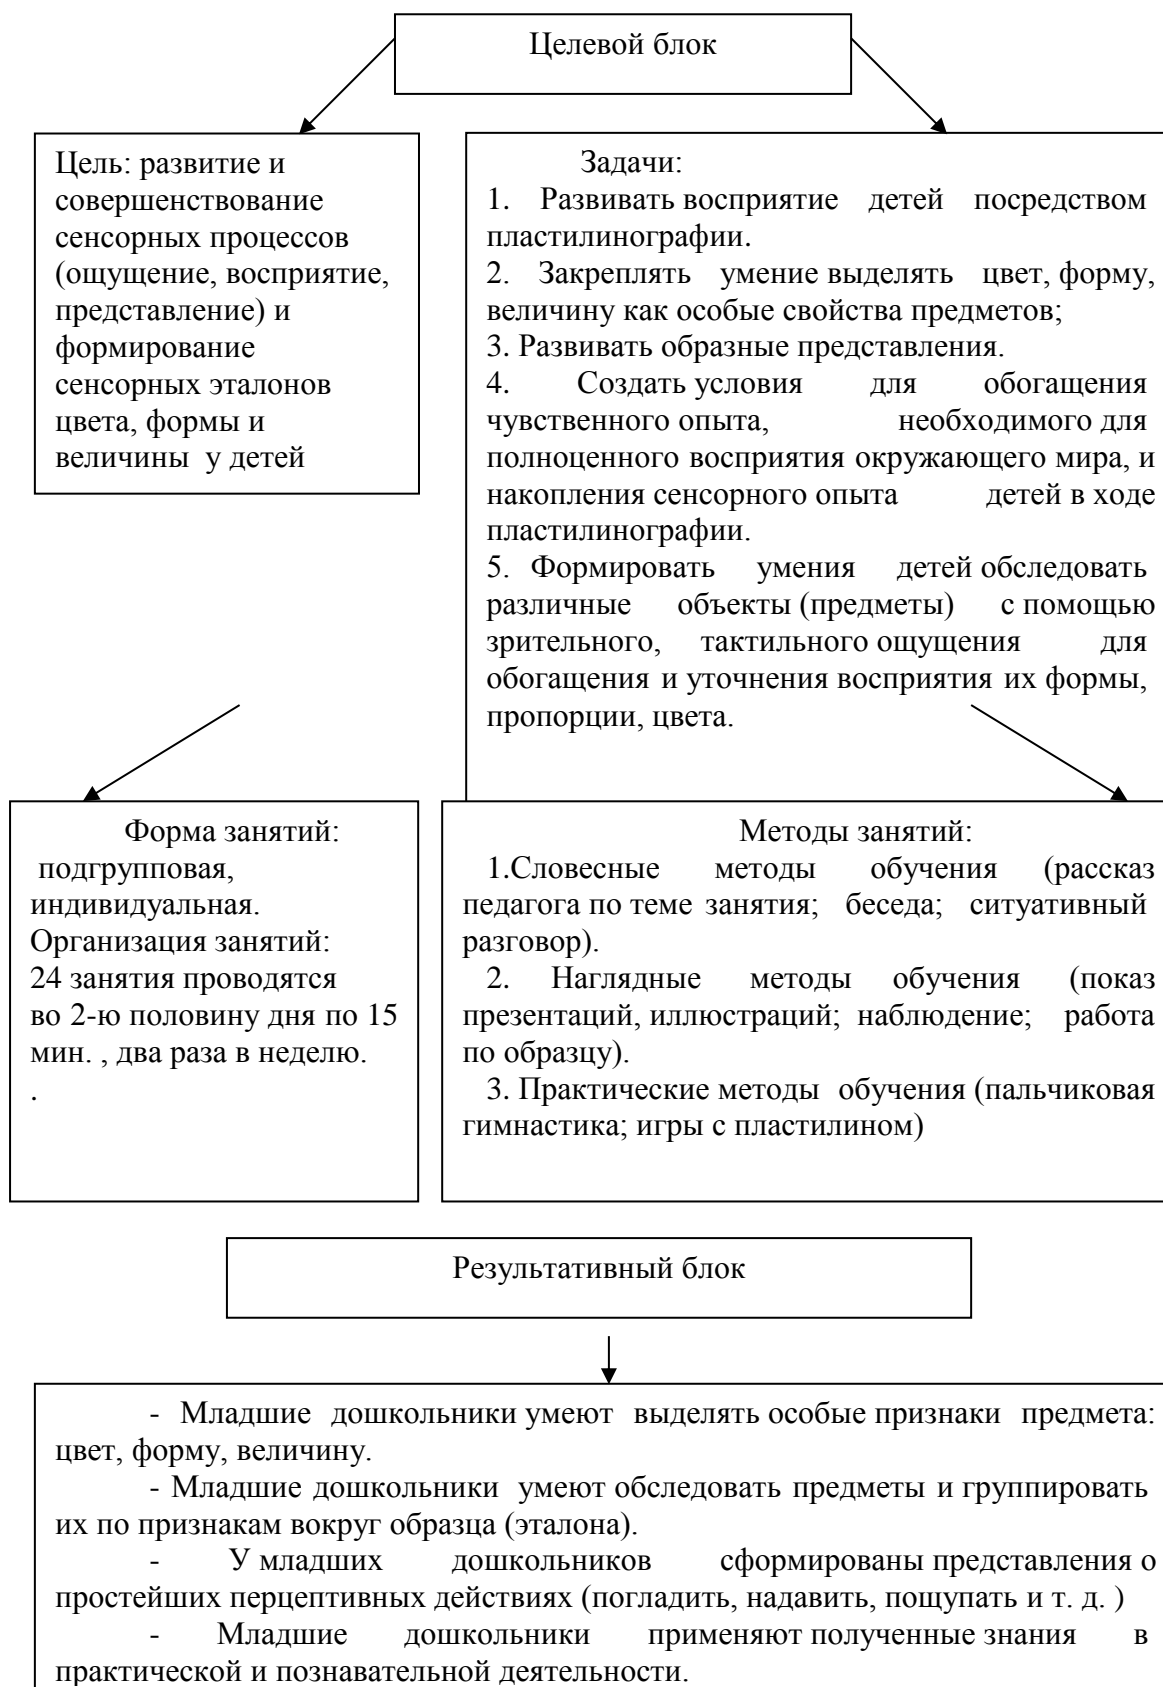 Целевой блок
Цель: развитие и
совершенствование
сенсорных процессов
(ощущение, восприятие,
представление) и
формирование
сенсорных эталонов
цвета, формы и
величины у детей
Задачи:
1. Развивать восприятие детей посредством
пластилинографии.
2. Закреплять умение выделять цвет, форму,
величину как особые свойства предметов;
3. Развивать образные представления.
4. Создать условия для обогащения
чувственного опыта, необходимого для
полноценного восприятия окружающего мира, и
накопления сенсорного опыта детей в ходе
пластилинографии.
5. Формировать умения детей обследовать
различные объекты (предметы) с помощью
зрительного, тактильного ощущения для
обогащения и уточнения восприятия их формы,
пропорции, цвета.
Форма занятий:
подгрупповая,
индивидуальная.
Организация занятий:
24 занятия проводятся
во 2-ю половину дня по 15
мин. , два раза в неделю.
.
Методы занятий:
1.Словесные методы обучения (рассказ
педагога по теме занятия; беседа; ситуативный
разговор).
2. Наглядные методы обучения (показ
презентаций, иллюстраций; наблюдение; работа
по образцу).
3. Практические методы обучения (пальчиковая
гимнастика; игры с пластилином)
Результативный блок
- Младшие дошкольники умеют выделять особые признаки предмета:
цвет, форму, величину.
- Младшие дошкольники умеют обследовать предметы и группировать
их по признакам вокруг образца (эталона).
- У младших дошкольников сформированы представления о
простейших перцептивных действиях (погладить, надавить, пощупать и т. д. )
- Младшие дошкольники применяют полученные знания в
практической и познавательной деятельности.